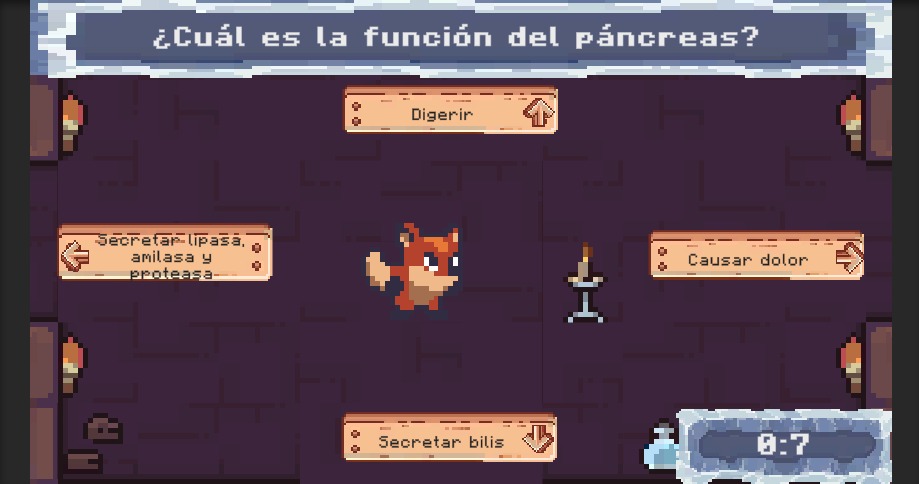 ¿Cuál es la función del páncreas?
Digerir
Secretar lipasa,
amilasa y
proteasa
Causar dolor
Secretar bilis
0:7